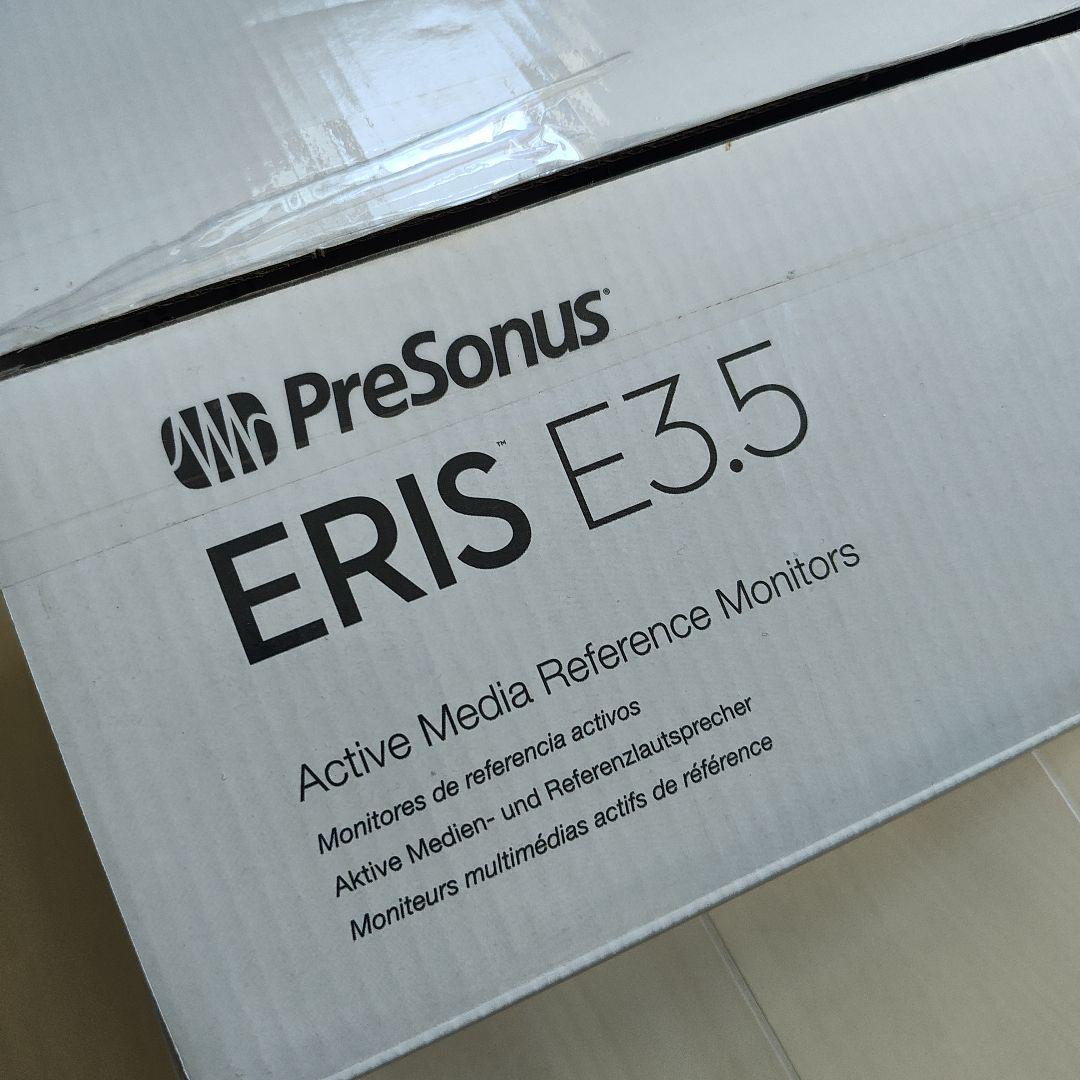 PreSonus®
ERIS™ E3.5
Active Media Reference Monitors
Monitores de referencia activos
Aktive Medien- und Referenzlautsprecher
Moniteurs multimédias actifs de référence